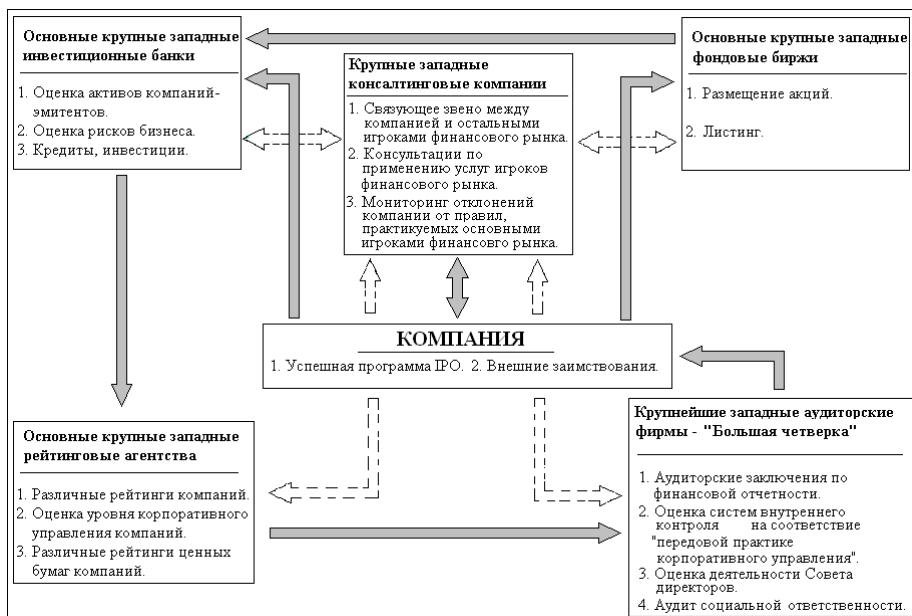 Основные крупные западные
инвестиционные банки
1. Оценка активов компаний-
эмитентов.
2. Оценка рисков бизнеса.
3. Кредиты, инвестиции.
Крупные западные
консалтинговые компании
1. Связующее звено между
компанией и остальными
игроками финансового рынка.
2. Консультации по
применению услуг игроков
финансового рынка.
3. Мониторинг отклонений
компании от правил,
практикуемых основными
игроками финансовго рынка.
Основные крупные западные
фондовые биржи
1. Размещение акций.
2. Листинг.
КОМПАНИЯ
1. Успешная программа IPO. 2. Внешние заимствования.
Основные крупные западные
рейтинговые агентства
1. Различные рейтинги компаний.
2. Оценка уровня корпоративного
управления компаний.
3. Различные рейтинги ценных
бумаг компаний.
Крупнейшие западные аудиторские
фирмы - "Большая четверка"
1. Аудиторские заключения по
финансовой отчетности.
2. Оценка систем внутреннего
контроля на соответствие
"передовой практике
корпоративного управления".
3. Оценка деятельности Совета
директоров.
4. Аудит социальной ответственности.